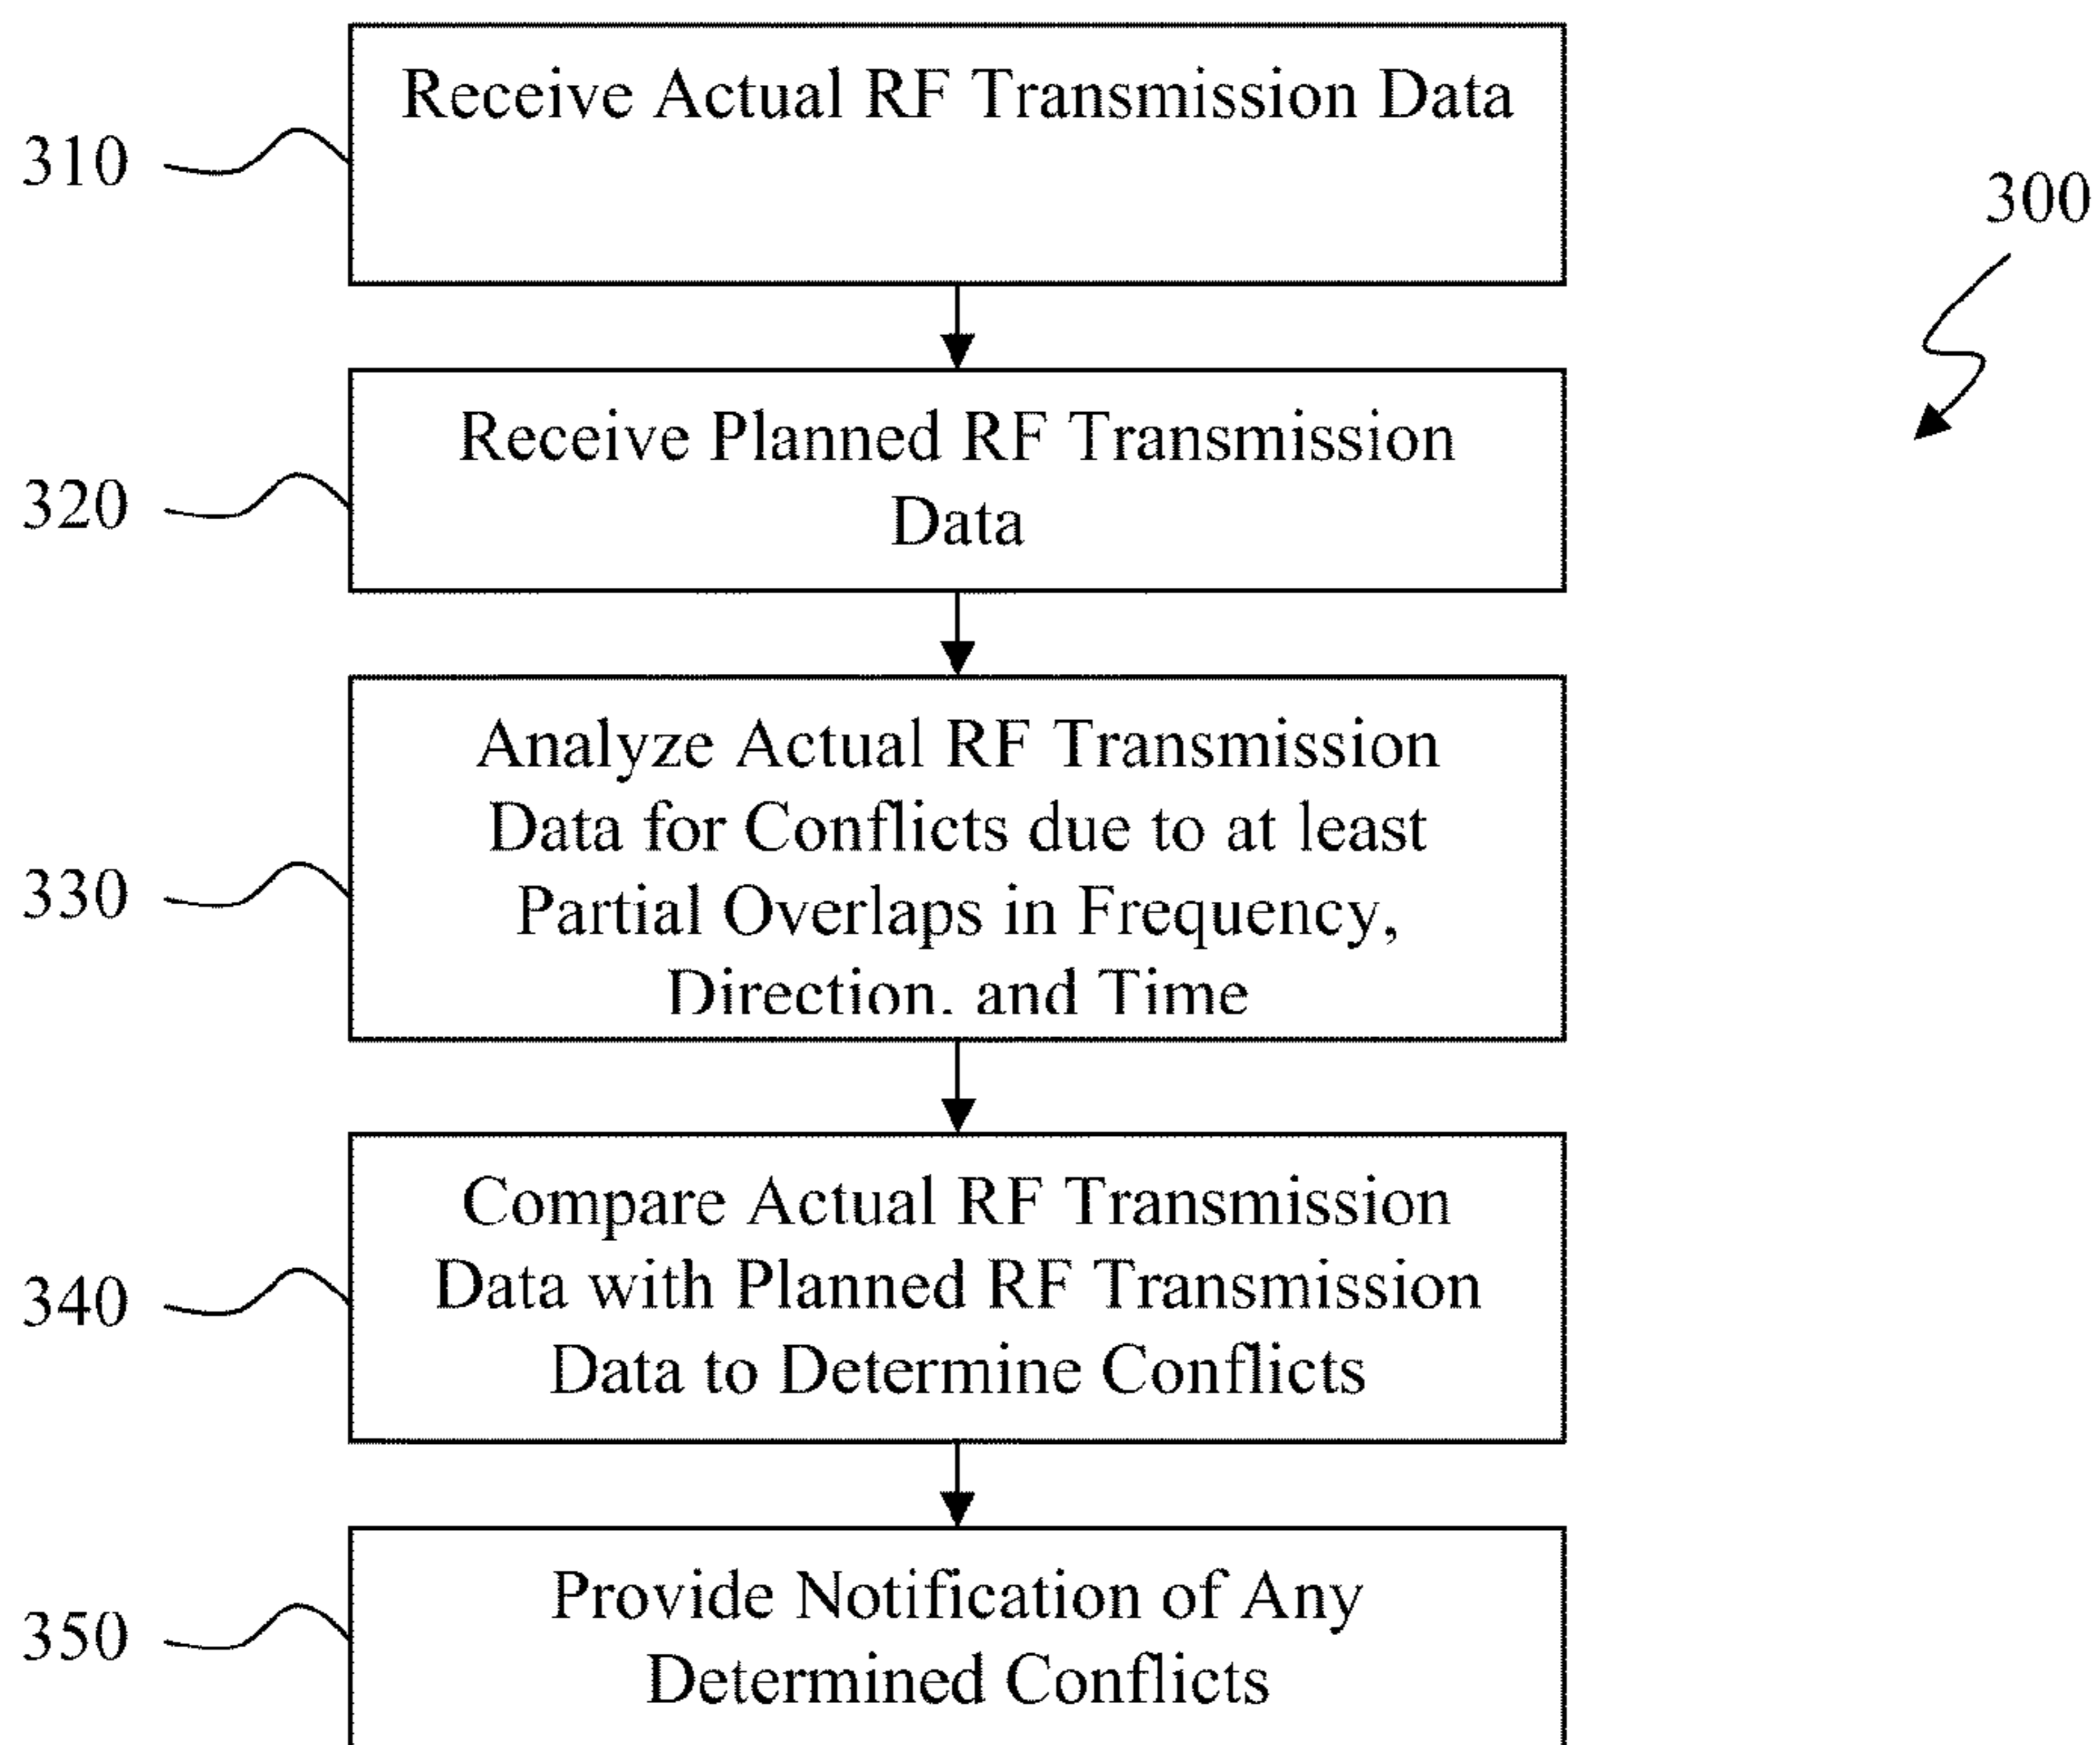 Receive Actual RF Transmission Data
310
300
Receive Planned RF Transmission
Data
320
Analyze Actual RF Transmission
Data for Conflicts due to at least
Partial Overlaps in Frequency,
Direction, and Time
330
Compare Actual RF Transmission
Data with Planned RF Transmission
Data to Determine Conflicts
340
Provide Notification of Any
Determined Conflicts
350